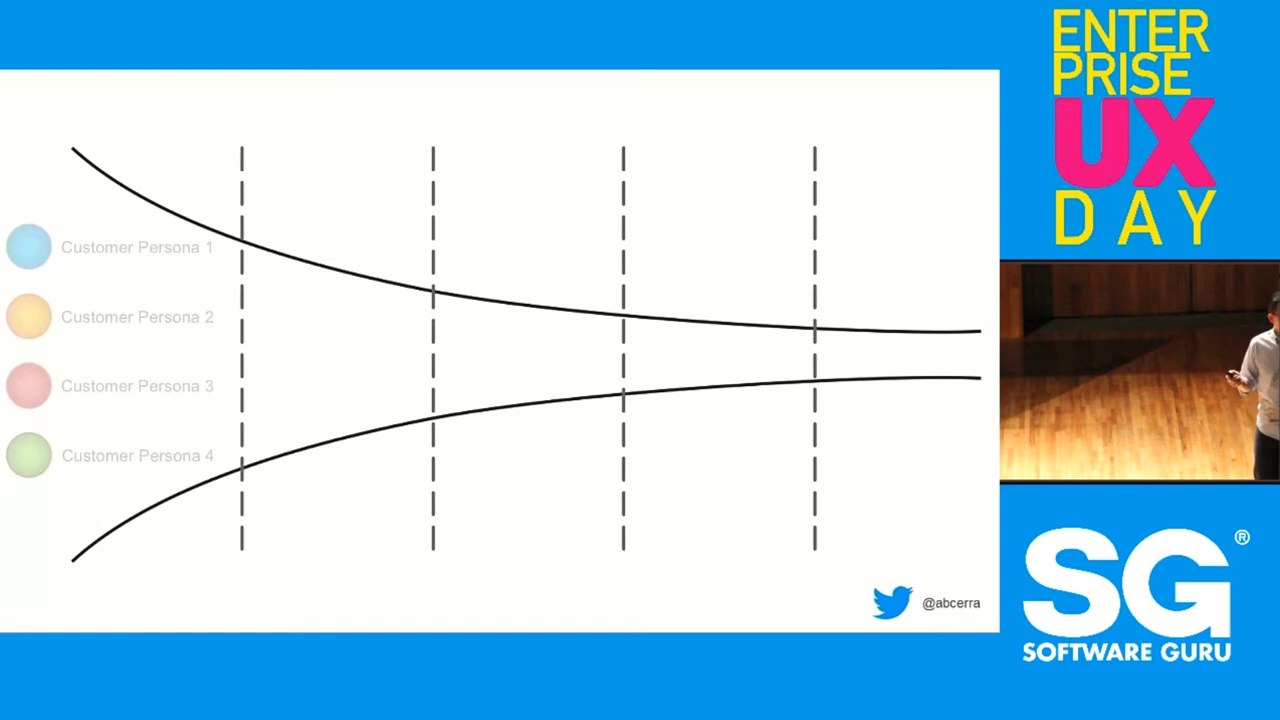 Customer Persona 1
Customer Persona 2
Customer Persona 3
Customer Persona 4
@abcerra
ENTER
PRISE
UX
DAY
SG®
SOFTWARE GURU